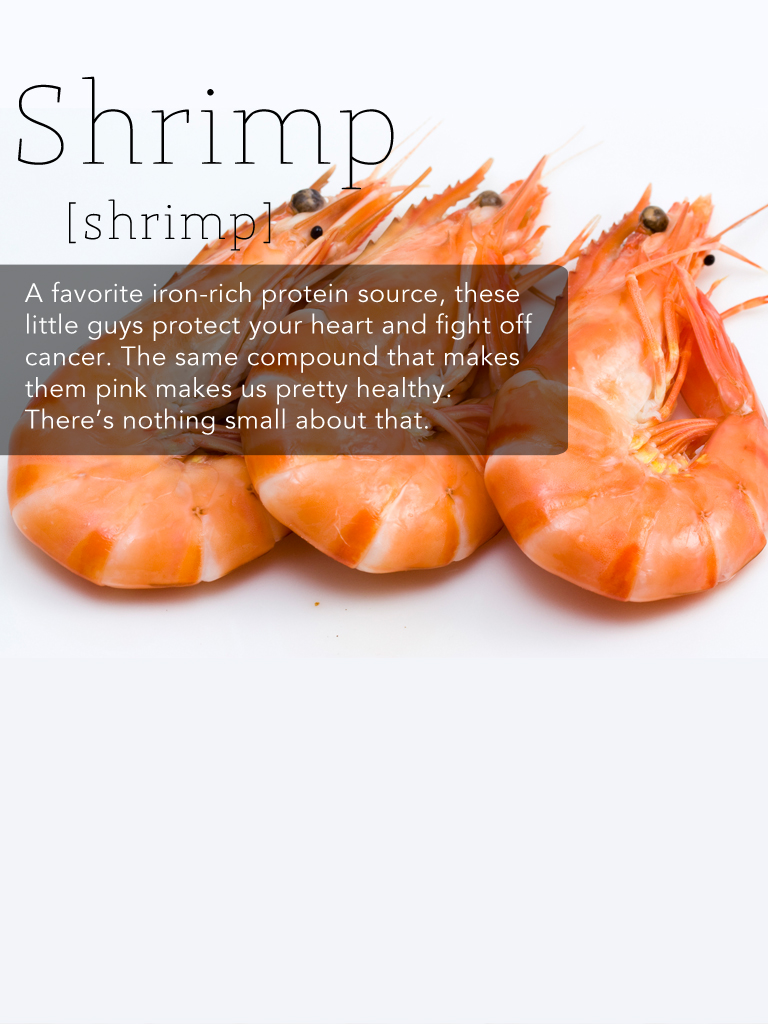 Shrimp
[shrimp]
A favorite iron-rich protein source, these
little guys protect your heart and fight off
cancer. The same compound that makes
them pink makes us pretty healthy.
There’s nothing small about that.